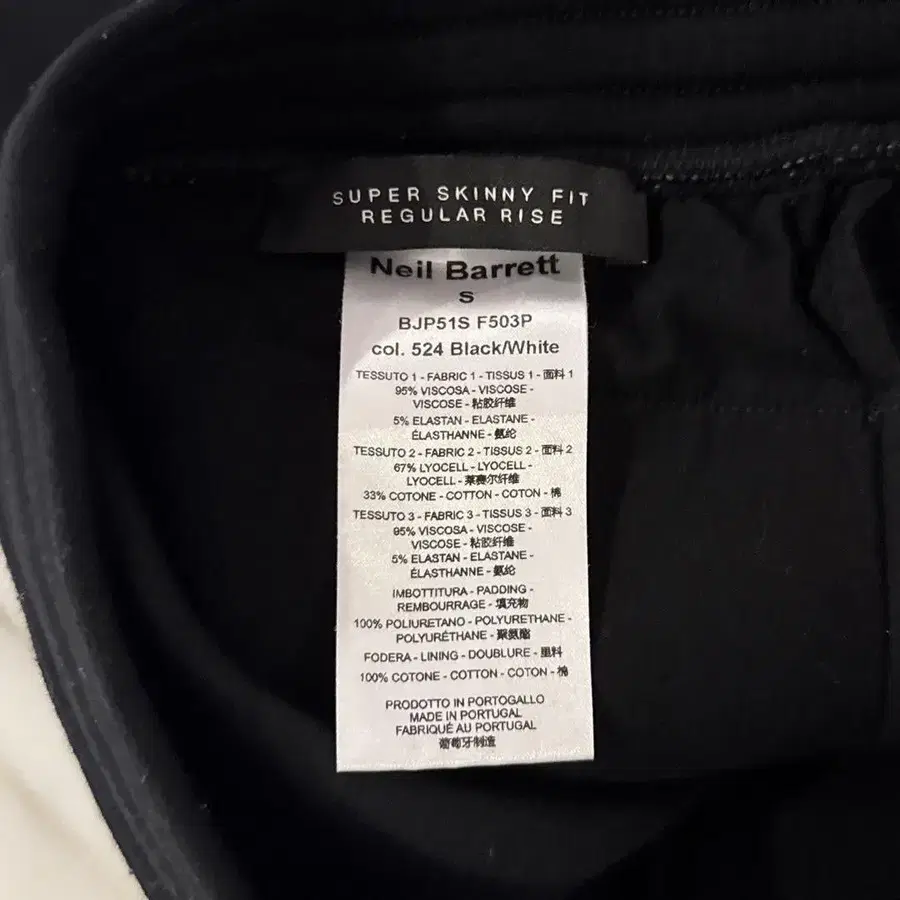 SUPER SKINNY FIT
REGULAR RISE
Neil Barrett
S
BJP51S F503P
col. 524 Black/White
TESSUTO 1 - FABRIC 1 - TISSUS 1 - 面料 1
95% VISCOSA - VISCOSE -
VISCOSE - 粘胶纤维
5% ELASTAN - ELASTANE -
ÉLASTHANNE - 氨纶
TESSUTO 2 - FABRIC 2 - TISSUS 2 - 面料 2
67% LYOCELL - LYOCELL -
LYOCELL - 莱赛尔纤维
33% COTONE - COTTON - COTON - 棉
TESSUTO 3 - FABRIC 3 - TISSUS 3 - 面料 3
95% VISCOSA - VISCOSE -
VISCOSE - 粘胶纤维
5% ELASTAN - ELASTANE -
ÉLASTHANNE - 氨纶
IMBOTTITURA - PADDING -
REMBOURRAGE - 填充物
100% POLIURETANO - POLYURETHANE -
POLYURÉTHANE - 聚氨酯
FODERA - LINING - DOUBLURE - 里料
100% COTONE - COTTON - COTON - 棉
PRODOTTO IN PORTOGALLO
MADE IN PORTUGAL
FABRIQUÉ AU PORTUGAL
葡萄牙制造